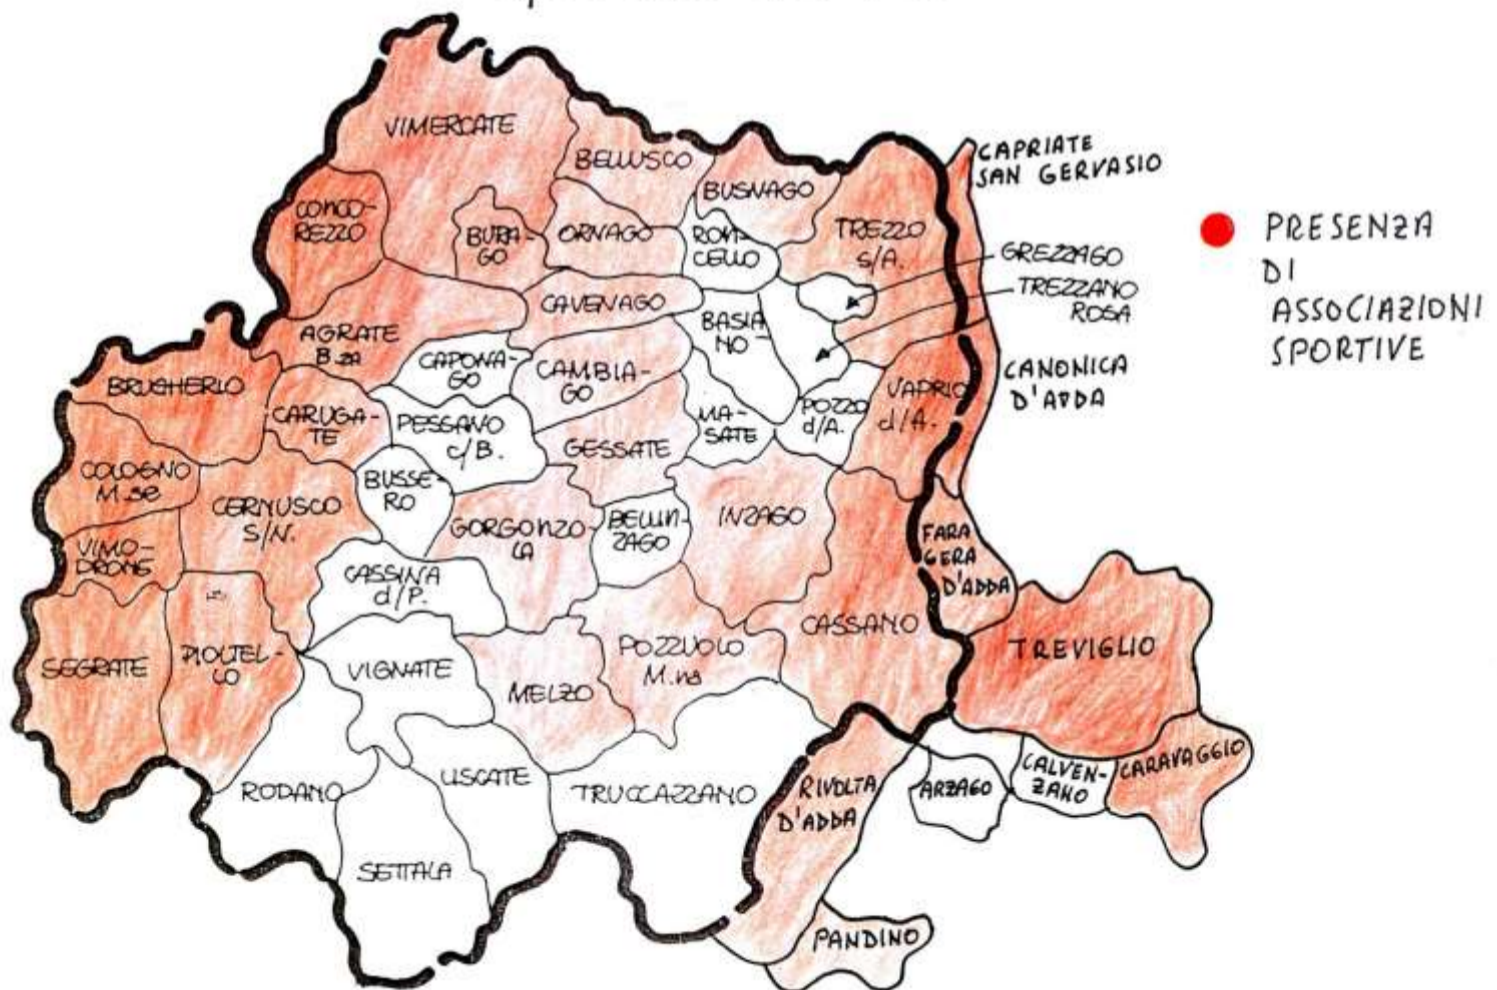 VIMERCATE
BELLUSCO
BUSNAGO
CAPRIATE
SAN GERVASIO
CONCO-
REZZO
BURA-
GO
ORNAGO
RON-
CELLO
TREZZO
s/A.
GREZZAGO
TREZZANO
ROSA
PRESENZA
DI
ASSOCIAZIONI
SPORTIVE
CAVENAGO
AGRATE
B.za
BASIA
NO
CAPONA-
GO
CAMBIA-
GO
BRUGHERIO
CARUGA-
TE
PESSANO
c/B.
MA-
SATE
POZZO
d/A.
VAPRIO
d/A.
CANONICA
D'ADDA
GESSATE
COLOGNO
M.se
BUSSE-
RO
CERNUSCO
S/N.
GORGONZO-
LA
BELLIN-
ZAGO
INZAGO
VIMO-
DRONE
CASSINA
d/P.
FARA
GERA
D'ADDA
SEGRATE
PIOLTEL-
LO
VIGNATE
MELZO
POZZUOLO
M.na
CASSANO
TREVIGLIO
RODANO
LISCATE
TRUCCAZZANO
RIVOLTA
D'ADDA
ARZAGO
CALVEN-
ZANO
CARAVAGGIO
SETTALA
PANDINO